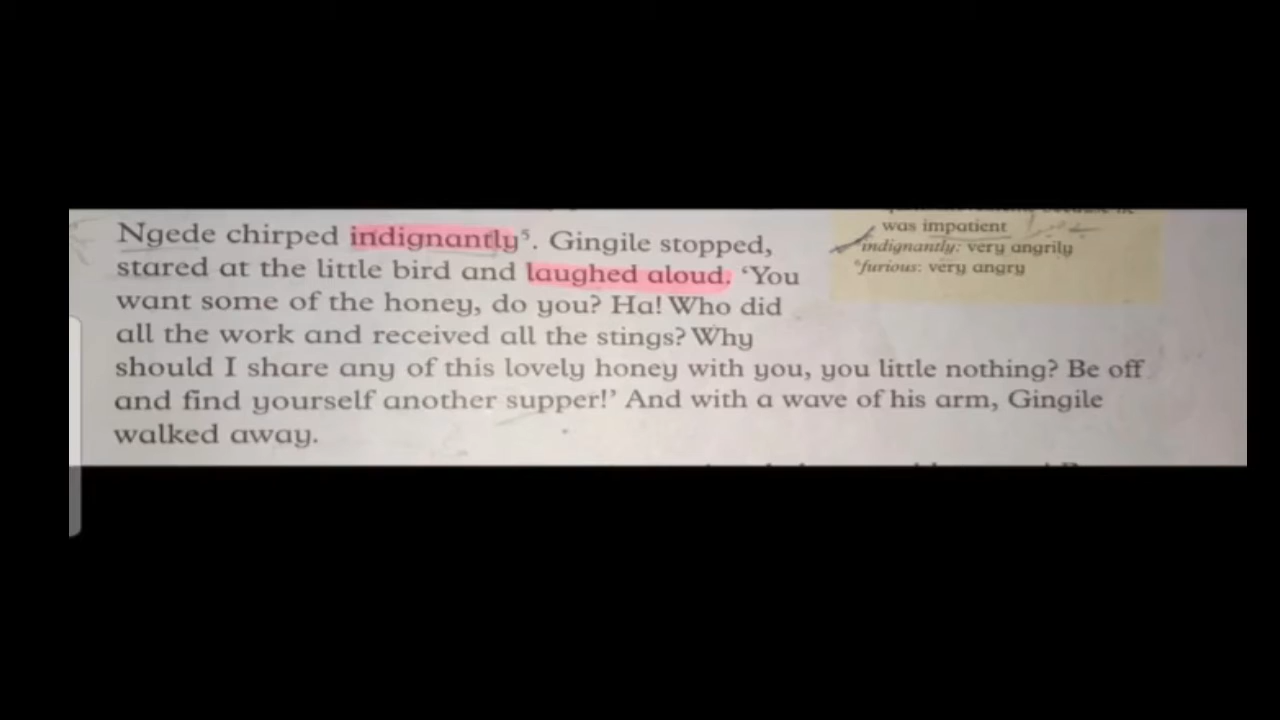 Ngede chirped indignantly⁵. Gingile stopped,
stared at the little bird and laughed aloud. ‘You
want some of the honey, do you? Ha! Who did
all the work and received all the stings? Why
should I share any of this lovely honey with you, you little nothing? Be off
and find yourself another supper!’ And with a wave of his arm, Gingile
walked away.
was impatient
indignantly: very angrily
⁶furious: very angry